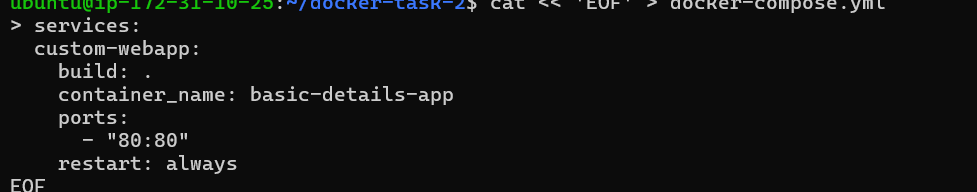 ubuntu@ip-172-31-10-25:~/docker-task-2$ cat << 'EOF' > docker-compose.yml
> services:
  custom-webapp:
    build: .
    container_name: basic-details-app
    ports:
      - "80:80"
    restart: always
EOF